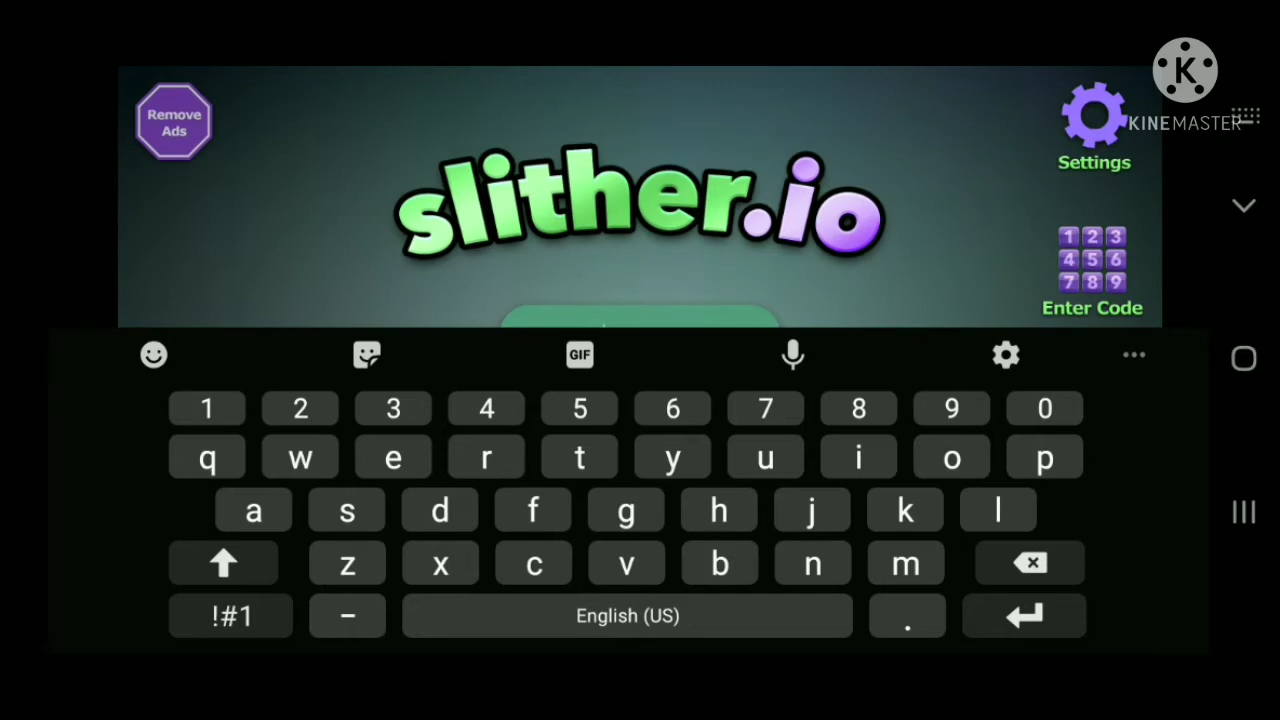 Remove
Ads
slither.io
K
KINEMASTER
Settings
1 2 3
4 5 6
7 8 9
Enter Code
GIF
1 2 3 4 5 6 7 8 9 0
q w e r t y u i o p
a s d f g h j k l
z x c v b n m
!#1 - English (US) .